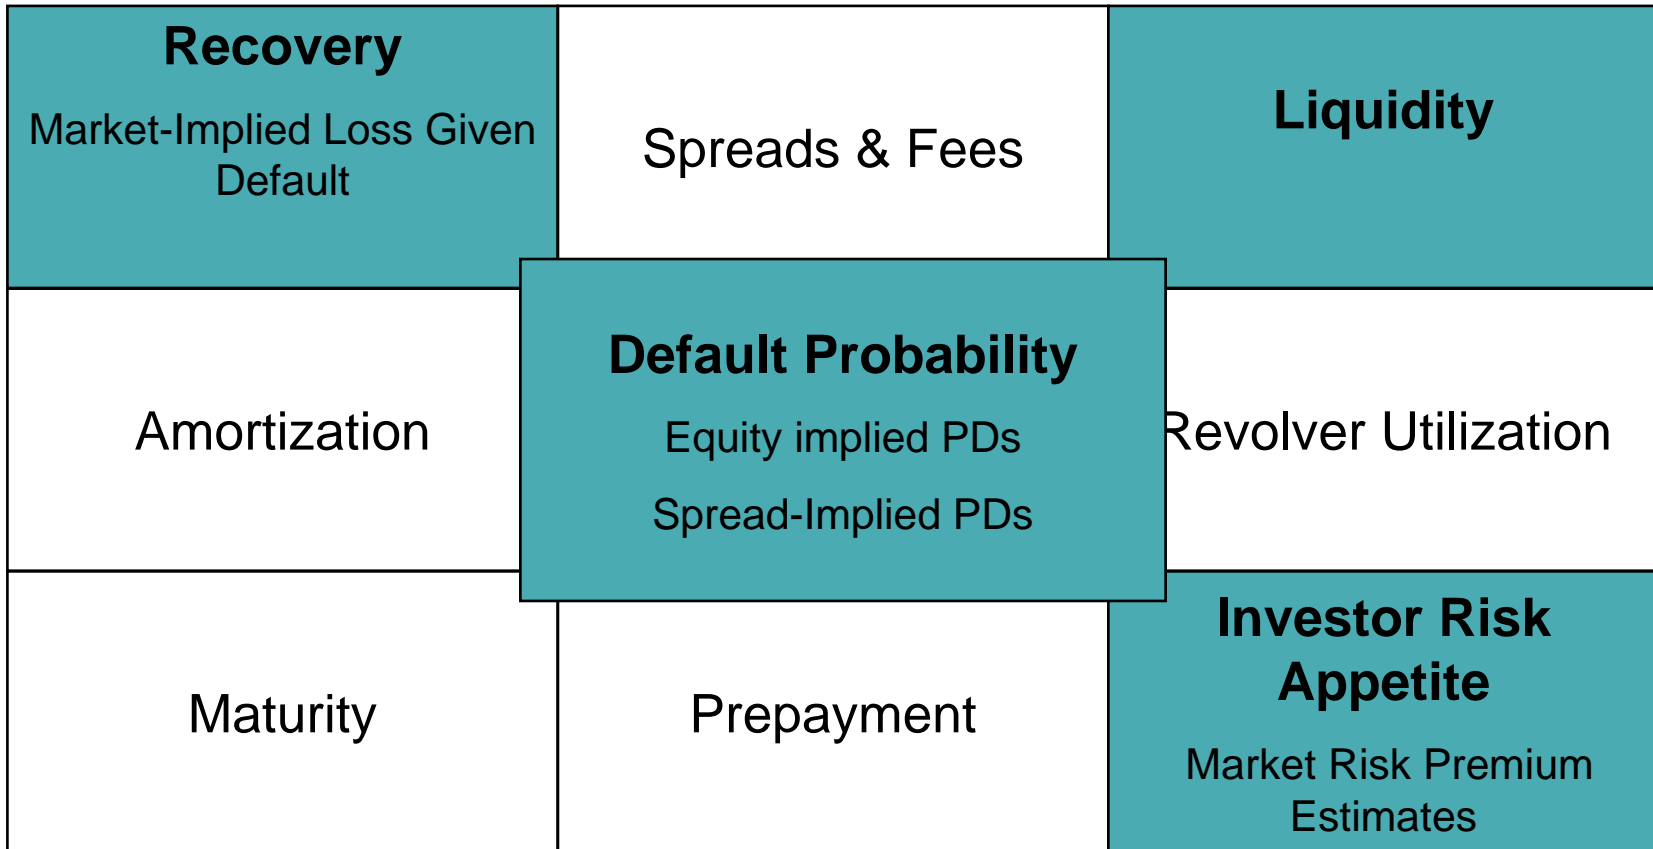 Recovery
Market-Implied Loss Given
Default
Spreads & Fees
Liquidity
Amortization
Default Probability
Equity implied PDs
Spread-Implied PDs
Revolver Utilization
Maturity
Prepayment
Investor Risk
Appetite
Market Risk Premium
Estimates